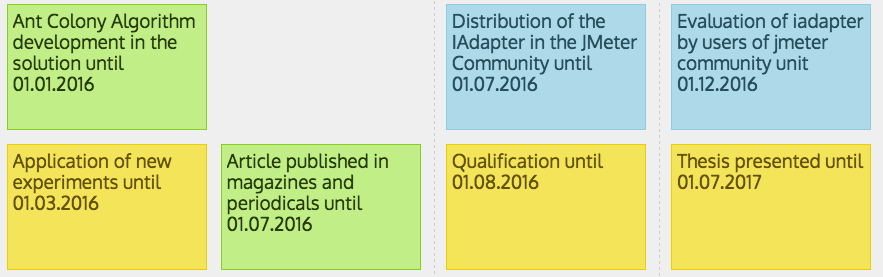 Ant Colony Algorithm
development in the
solution until
01.01.2016
Distribution of the
IAdapter in the JMeter
Community until
01.07.2016
Evaluation of iadapter
by users of jmeter
community unit
01.12.2016
Application of new
experiments until
01.03.2016
Article published in
magazines and
periodicals until
01.07.2016
Qualification until
01.08.2016
Thesis presented until
01.07.2017